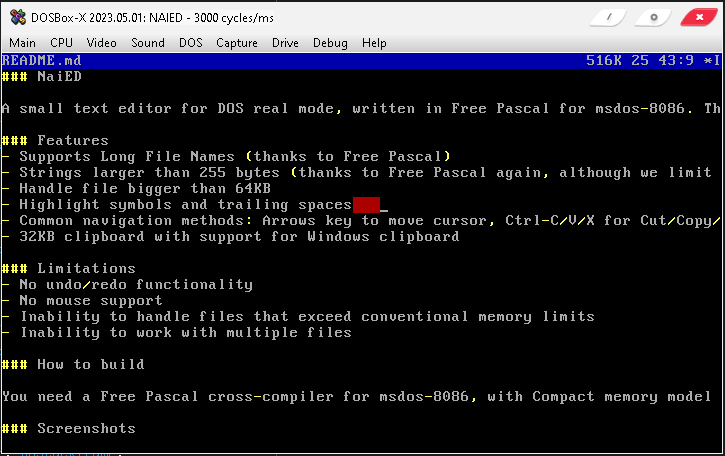 DOSBox-X 2023.05.01: NAIED - 3000 cycles/ms
Main CPU Video Sound DOS Capture Drive Debug Help
README.md 516K 25 43:9 *I
### NaiED
A small text editor for DOS real mode, written in Free Pascal for msdos-8086. Th
### Features
- Supports Long File Names (thanks to Free Pascal)
- Strings larger than 255 bytes (thanks to Free Pascal again, although we limit
- Handle file bigger than 64KB
- Highlight symbols and trailing spaces
- Common navigation methods: Arrows key to move cursor, Ctrl-C/V/X for Cut/Copy/
- 32KB clipboard with support for Windows clipboard
### Limitations
- No undo/redo functionality
- No mouse support
- Inability to handle files that exceed conventional memory limits
- Inability to work with multiple files
### How to build
You need a Free Pascal cross-compiler for msdos-8086, with Compact memory model
### Screenshots